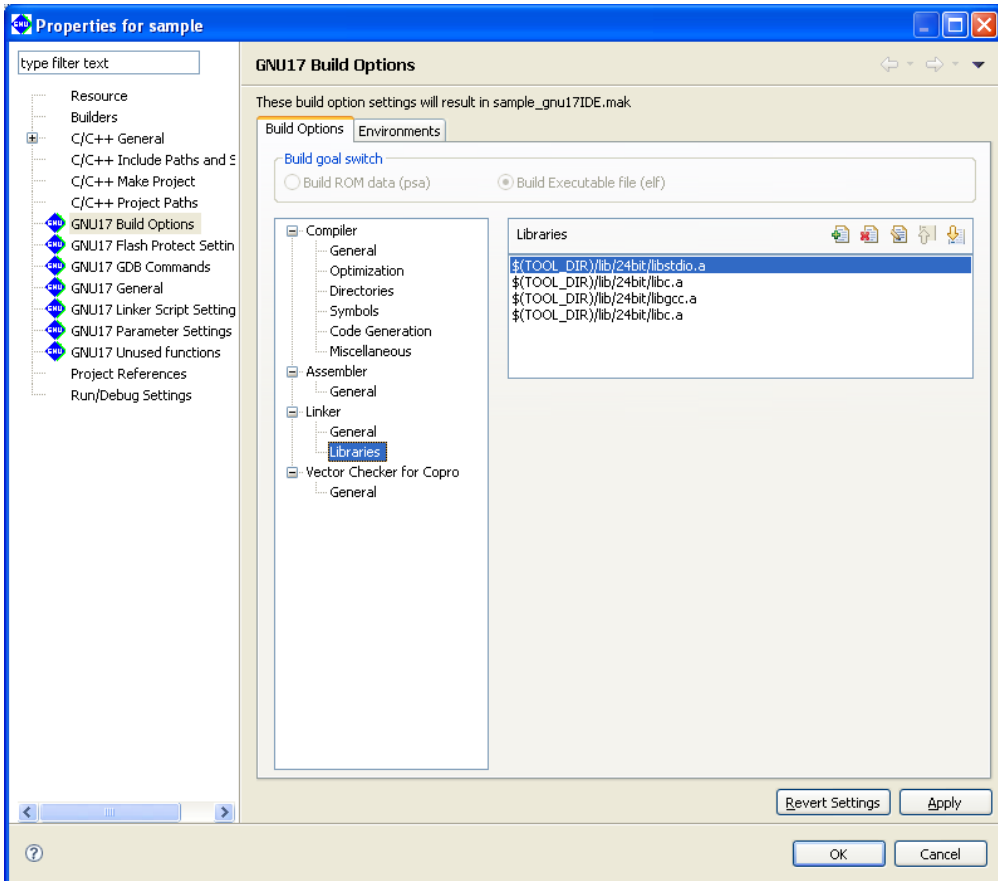 Properties for sample
type filter text
Resource
Builders
C/C++ General
C/C++ Include Paths and S
C/C++ Make Project
C/C++ Project Paths
GNU17 Build Options
GNU17 Flash Protect Settin
GNU17 GDB Commands
GNU17 General
GNU17 Linker Script Setting
GNU17 Parameter Settings
GNU17 Unused functions
Project References
Run/Debug Settings
GNU17 Build Options
These build option settings will result in sample_gnu17IDE.mak
Build Options
Environments
Build goal switch
Build ROM data (psa)
Build Executable file (elf)
Compiler
General
Optimization
Directories
Symbols
Code Generation
Miscellaneous
Assembler
General
Linker
General
Libraries
Vector Checker for Copro
General
Libraries
$(TOOL_DIR)/lib/24bit/libstdio.a
$(TOOL_DIR)/lib/24bit/libc.a
$(TOOL_DIR)/lib/24bit/libgcc.a
$(TOOL_DIR)/lib/24bit/libc.a
Revert Settings
Apply
OK
Cancel